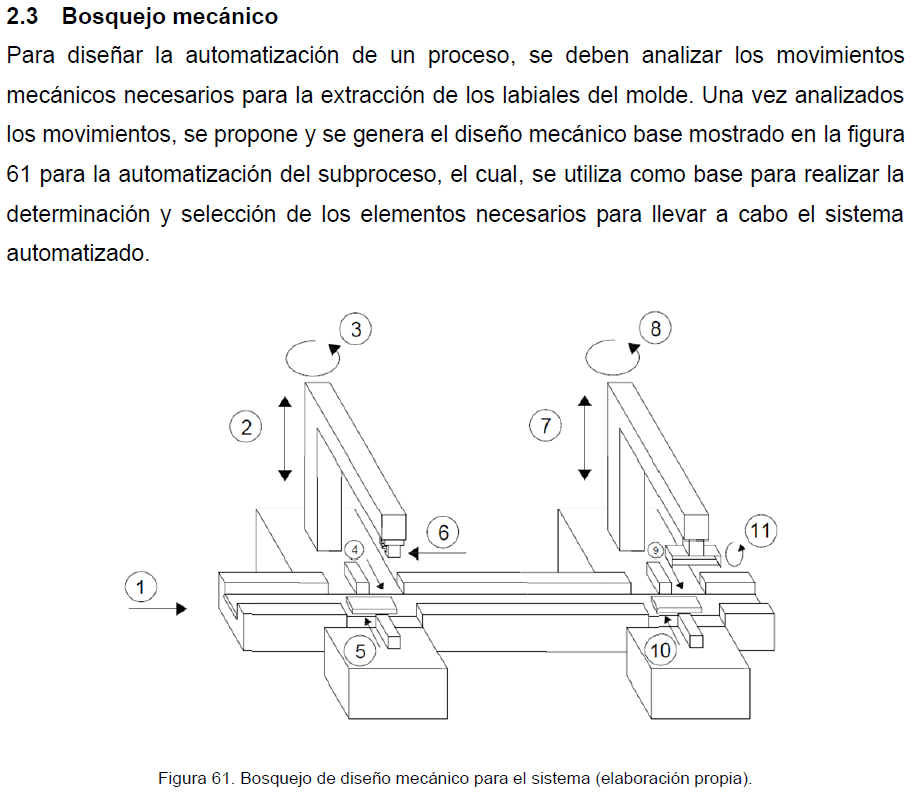 2.3 Bosquejo mecánico
Para diseñar la automatización de un proceso, se deben analizar los movimientos
mecánicos necesarios para la extracción de los labiales del molde. Una vez analizados
los movimientos, se propone y se genera el diseño mecánico base mostrado en la figura
61 para la automatización del subproceso, el cual, se utiliza como base para realizar la
determinación y selección de los elementos necesarios para llevar a cabo el sistema
automatizado.
3
8
2
7
6
11
4
9
1
5
10
Figura 61. Bosquejo de diseño mecánico para el sistema (elaboración propia).